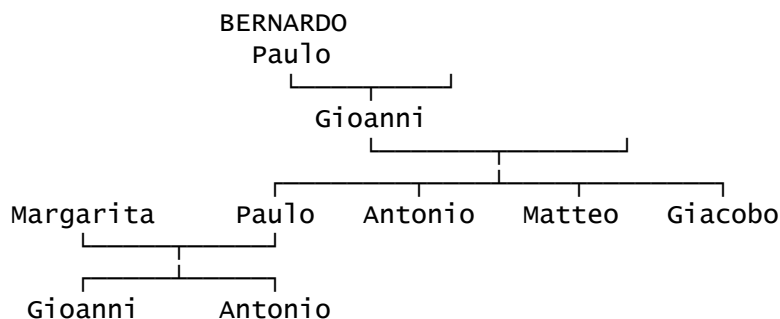 BERNARDO
Paulo
Gioanni
Margarita Paulo Antonio Matteo Giacobo
Gioanni Antonio